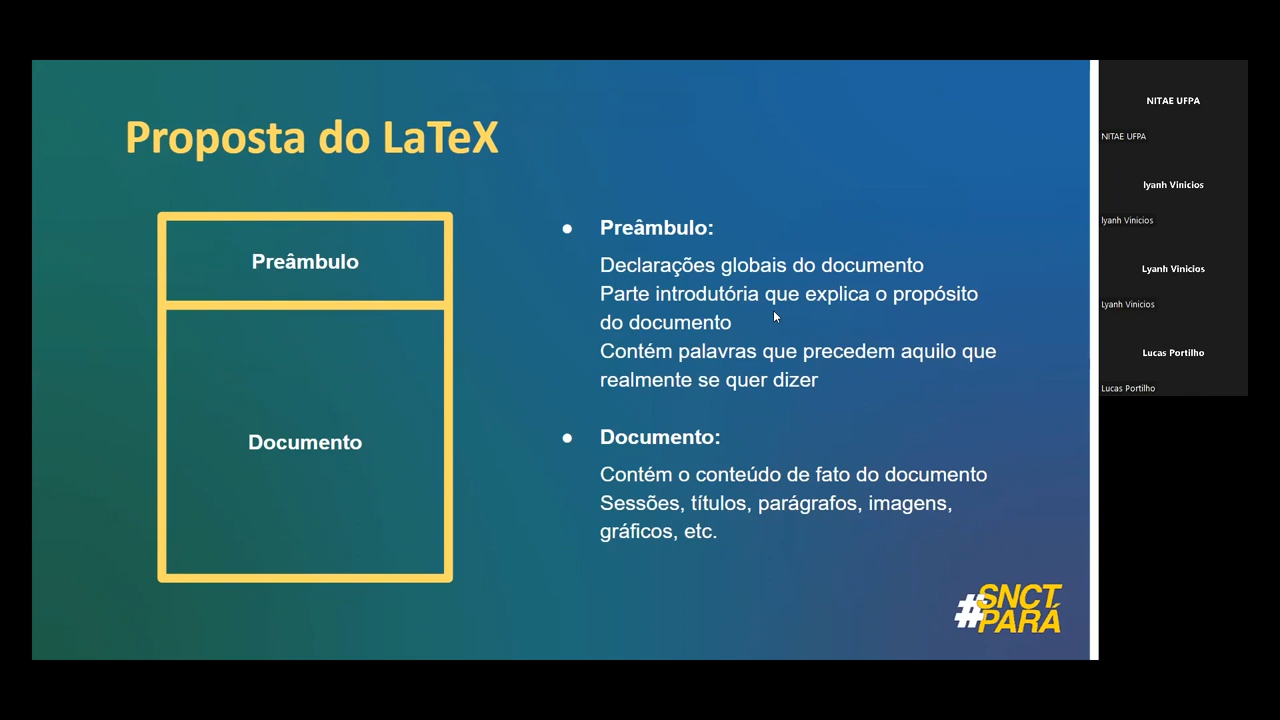 Proposta do LaTeX
Preâmbulo
Documento
● Preâmbulo:
Declarações globais do documento
Parte introdutória que explica o propósito
do documento
Contém palavras que precedem aquilo que
realmente se quer dizer
● Documento:
Contém o conteúdo de fato do documento
Sessões, títulos, parágrafos, imagens,
gráficos, etc.
#SNCT
PARÁ
NITAE UFPA
NITAE UFPA
lyanh Vinicios
lyanh Vinicios
Lyanh Vinicios
Lyanh Vinicios
Lucas Portilho
Lucas Portilho